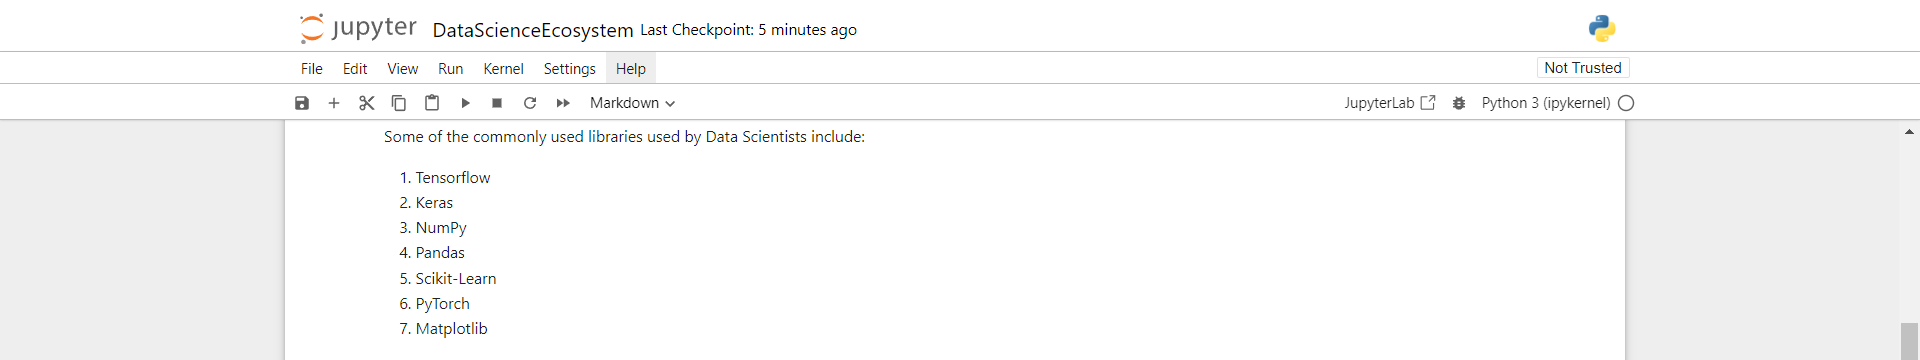 jupyter DataScienceEcosystem Last Checkpoint: 5 minutes ago
File Edit View Run Kernel Settings Help Not Trusted
Markdown JupyterLab Python 3 (ipykernel)
Some of the commonly used libraries used by Data Scientists include:
1. Tensorflow
2. Keras
3. NumPy
4. Pandas
5. Scikit-Learn
6. PyTorch
7. Matplotlib